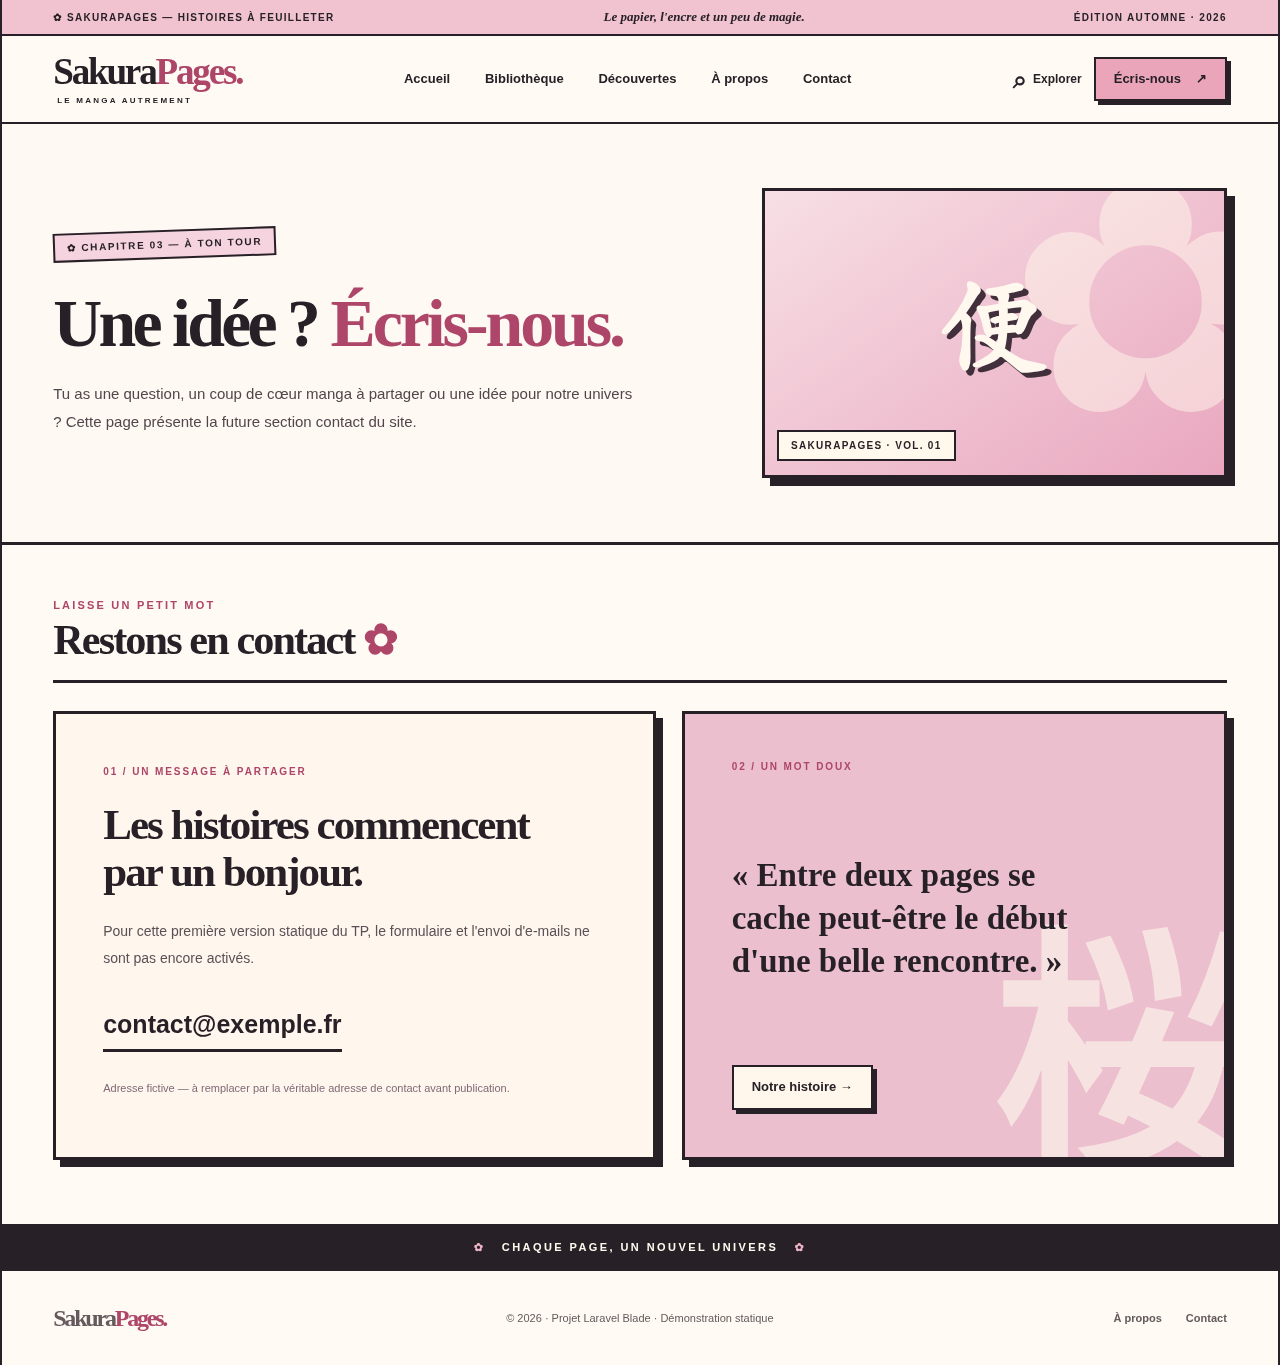 ✿ SAKURAPAGES — HISTOIRES À FEUILLETER
Le papier, l'encre et un peu de magie.
ÉDITION AUTOMNE · 2026
SakuraPages.
LE MANGA AUTREMENT
Accueil
Bibliothèque
Découvertes
À propos
Contact
Explorer
Écris-nous ↗
✿ CHAPITRE 03 — À TON TOUR
Une idée ? Écris-nous.
Tu as une question, un coup de cœur manga à partager ou une idée pour notre univers
? Cette page présente la future section contact du site.
便
SAKURAPAGES · VOL. 01
LAISSE UN PETIT MOT
Restons en contact ✿
01 / UN MESSAGE À PARTAGER
Les histoires commencent
par un bonjour.
Pour cette première version statique du TP, le formulaire et l'envoi d'e-mails ne
sont pas encore activés.
contact@exemple.fr
Adresse fictive — à remplacer par la véritable adresse de contact avant publication.
02 / UN MOT DOUX
« Entre deux pages se
cache peut-être le début
d'une belle rencontre. »
桜
Notre histoire →
✿ CHAQUE PAGE, UN NOUVEL UNIVERS ✿
SakuraPages.
© 2026 · Projet Laravel Blade · Démonstration statique
À propos
Contact